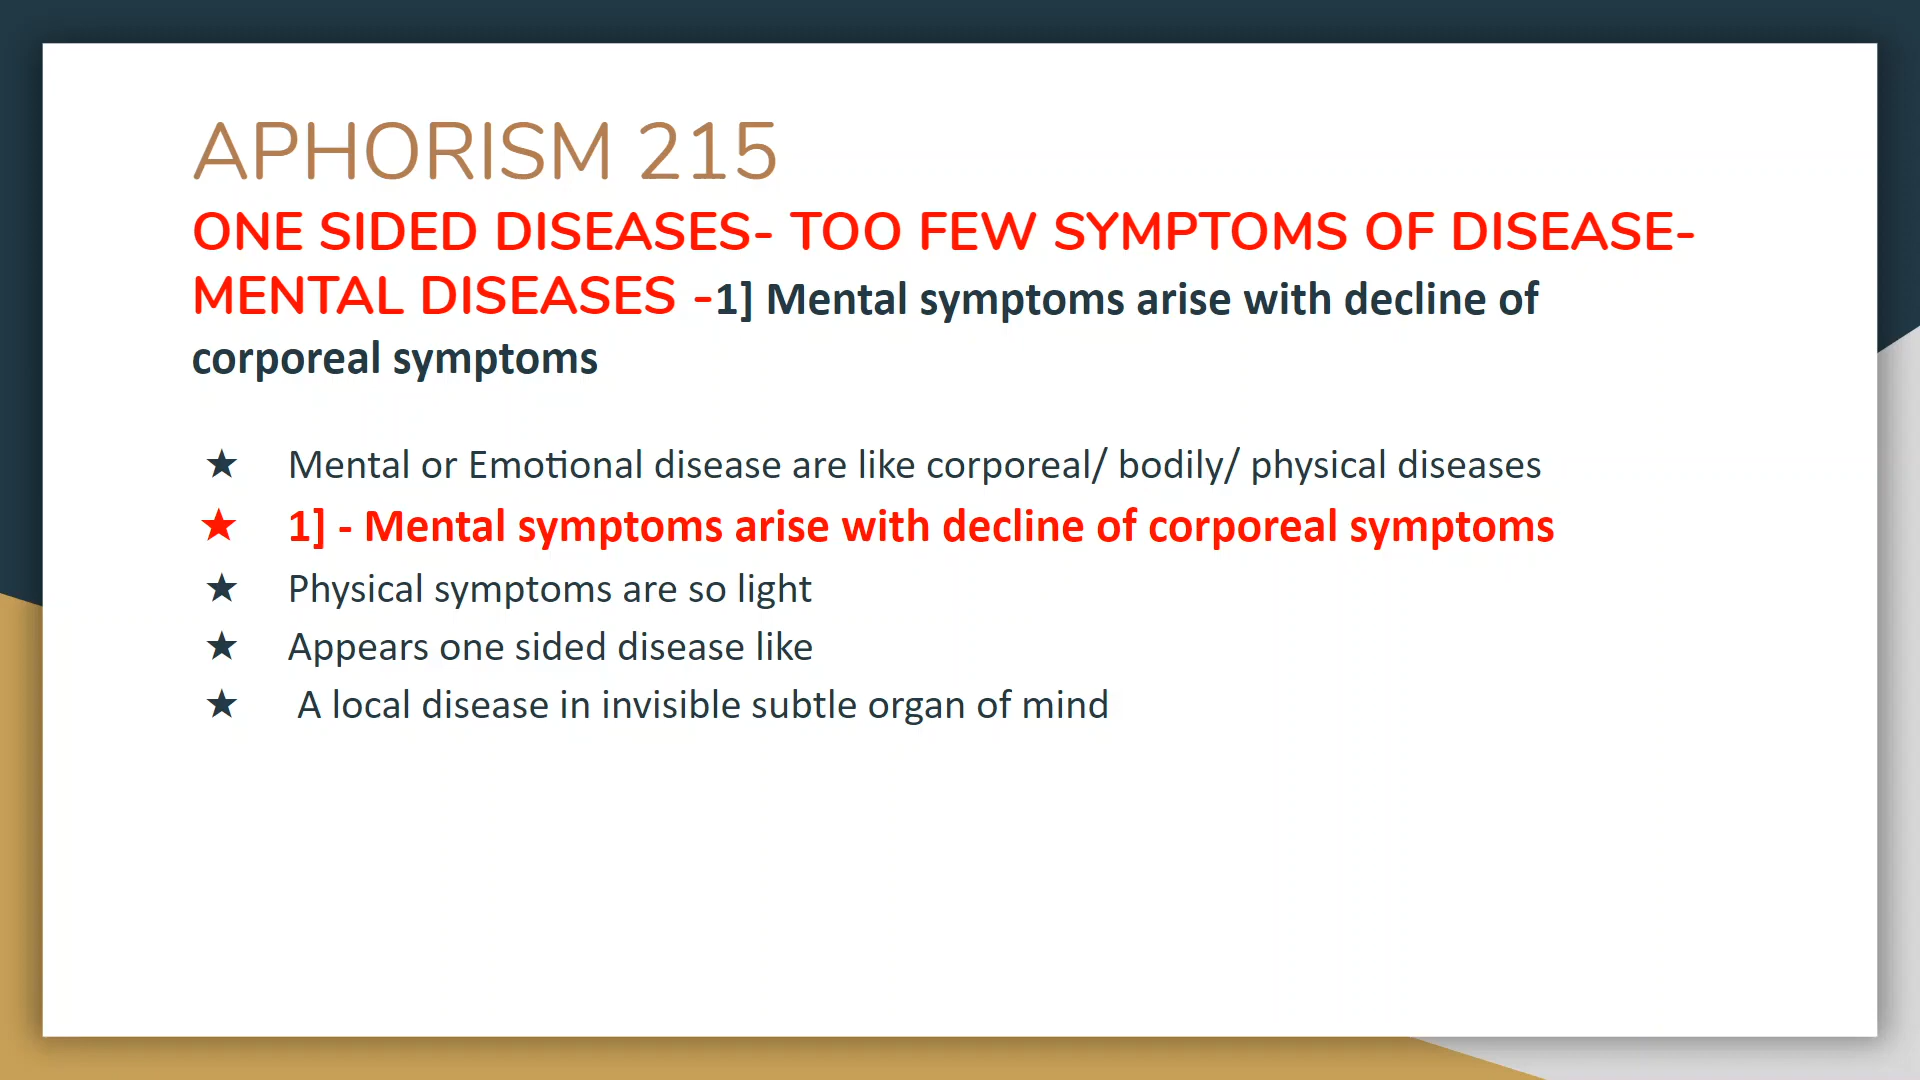 APHORISM 215
ONE SIDED DISEASES- TOO FEW SYMPTOMS OF DISEASE-
MENTAL DISEASES -1] Mental symptoms arise with decline of
corporeal symptoms
★ Mental or Emotional disease are like corporeal/ bodily/ physical diseases
★ 1] - Mental symptoms arise with decline of corporeal symptoms
★ Physical symptoms are so light
★ Appears one sided disease like
★ A local disease in invisible subtle organ of mind